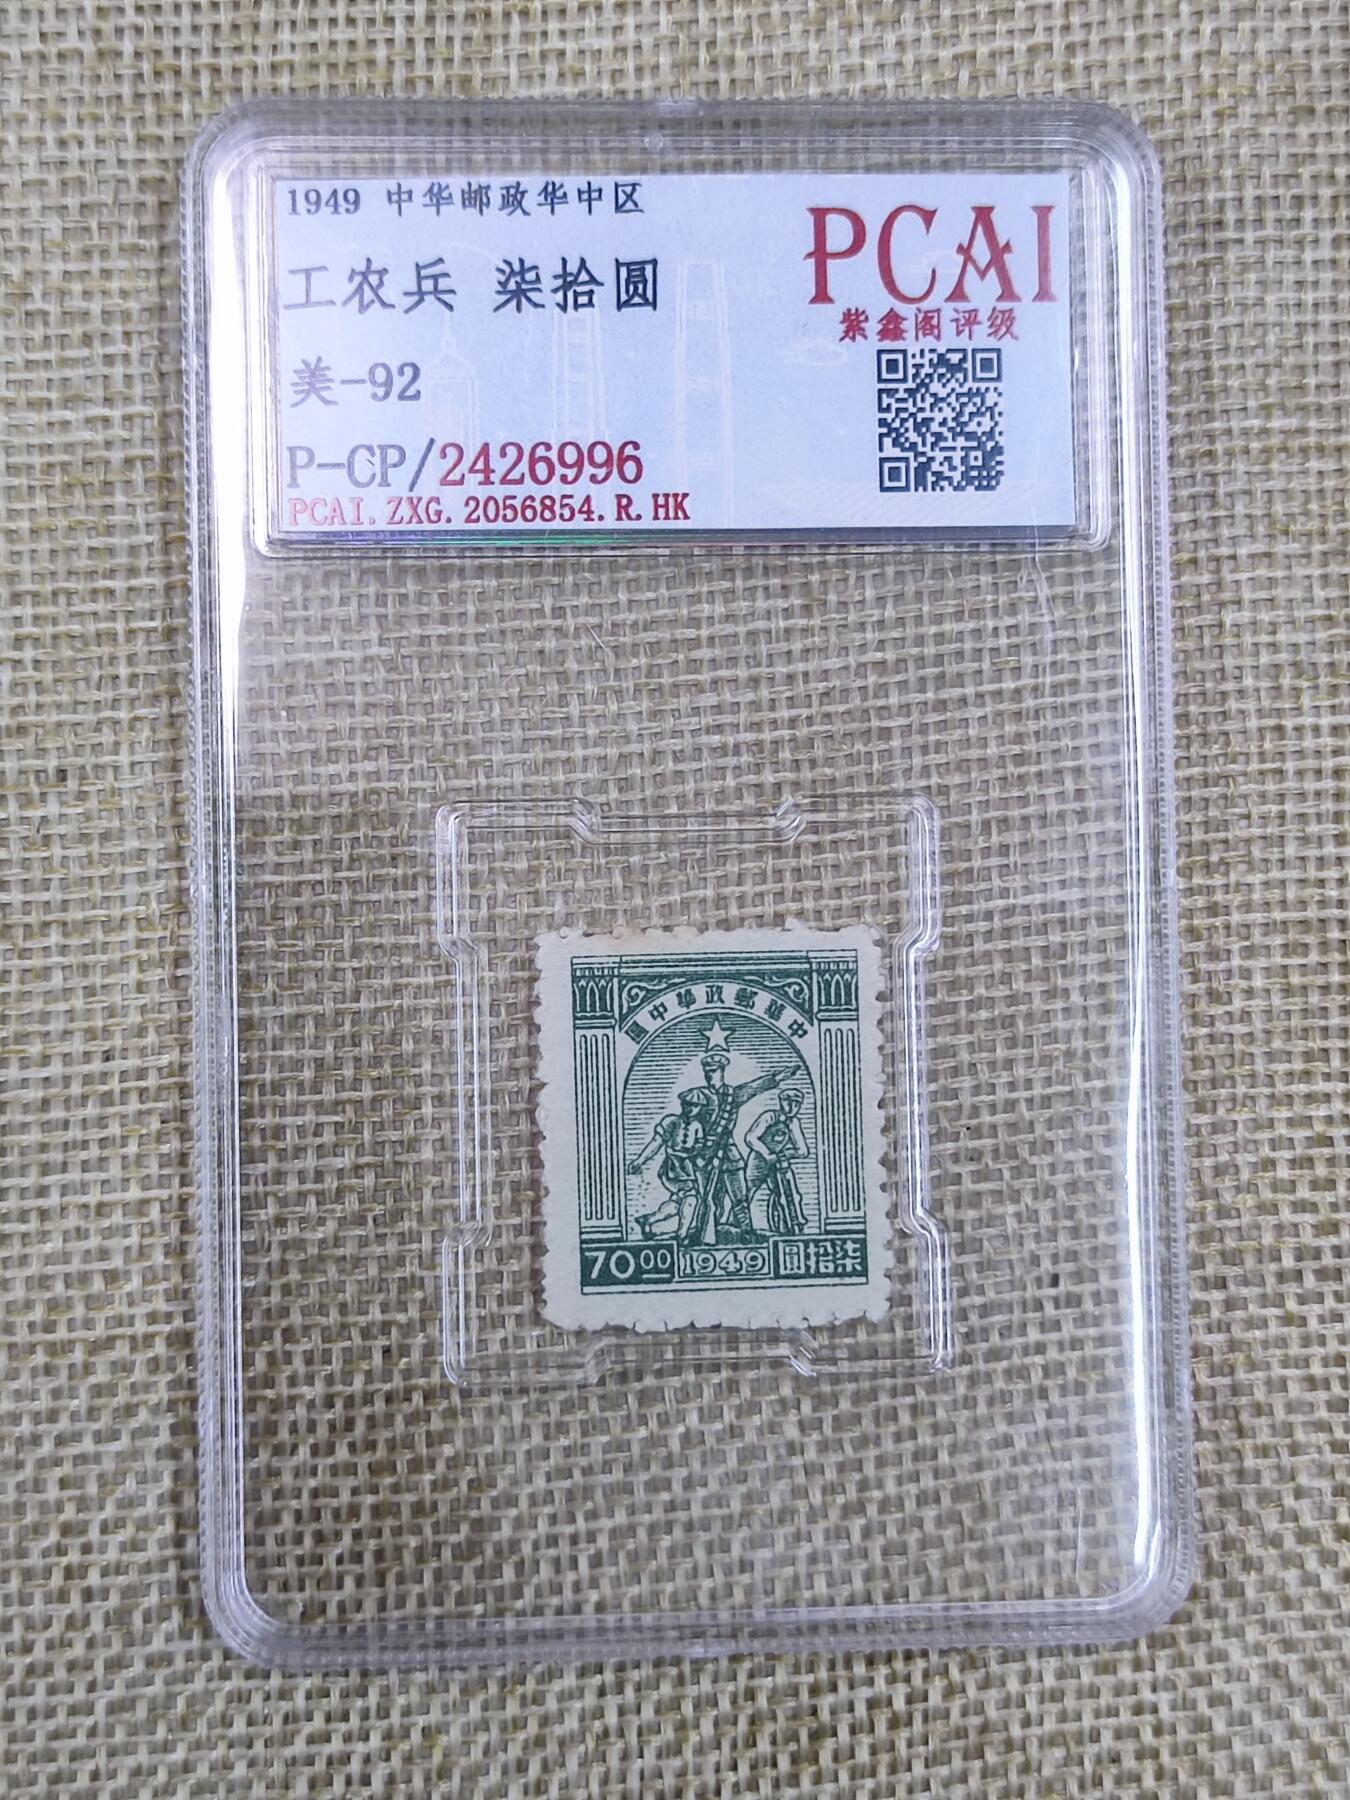 1949 中华邮政华中区
工农兵 柒拾圆
美-92
P-CP/2426996
PCAI.ZXG.2056854.R.HK
PCAI
紫鑫阁评级
區中華政郵華中
7000 1949 圓拾柒